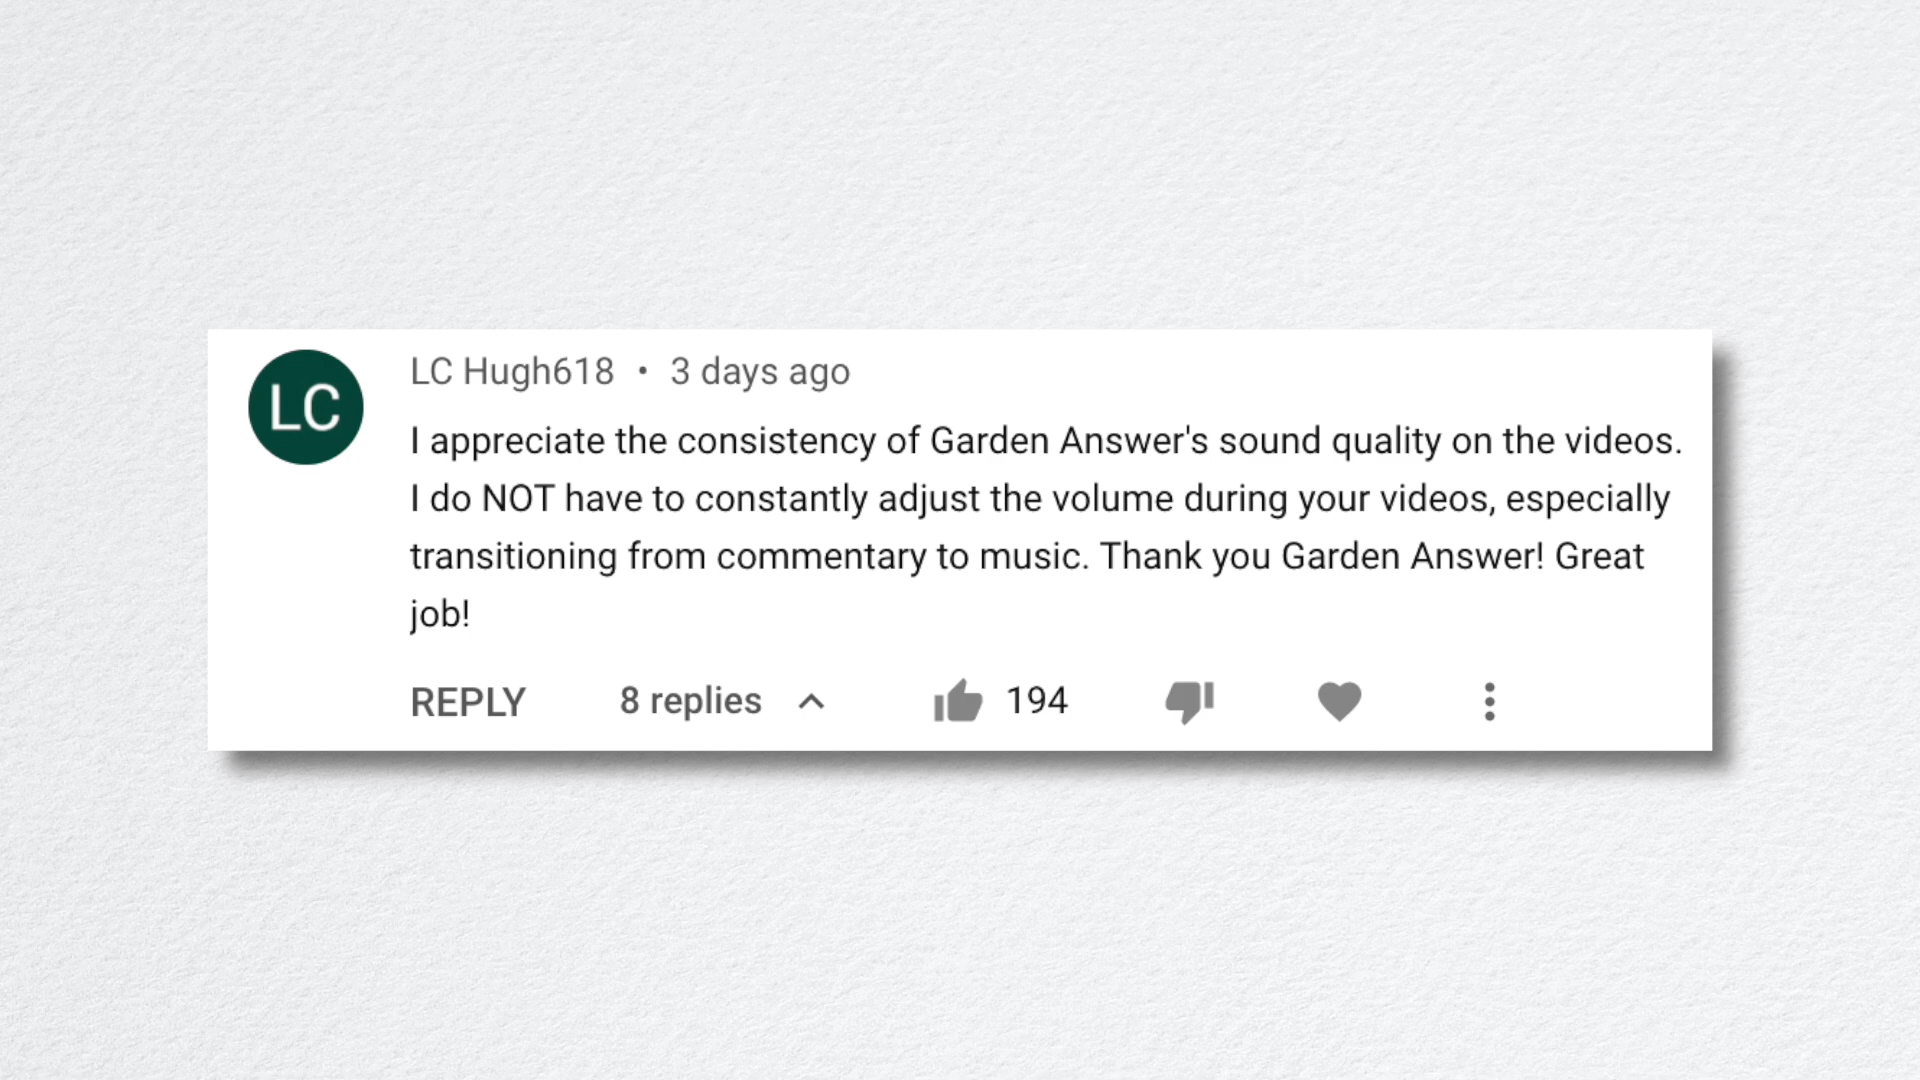 LC
LC Hugh618 • 3 days ago
I appreciate the consistency of Garden Answer's sound quality on the videos.
I do NOT have to constantly adjust the volume during your videos, especially
transitioning from commentary to music. Thank you Garden Answer! Great
job!
REPLY 8 replies 194